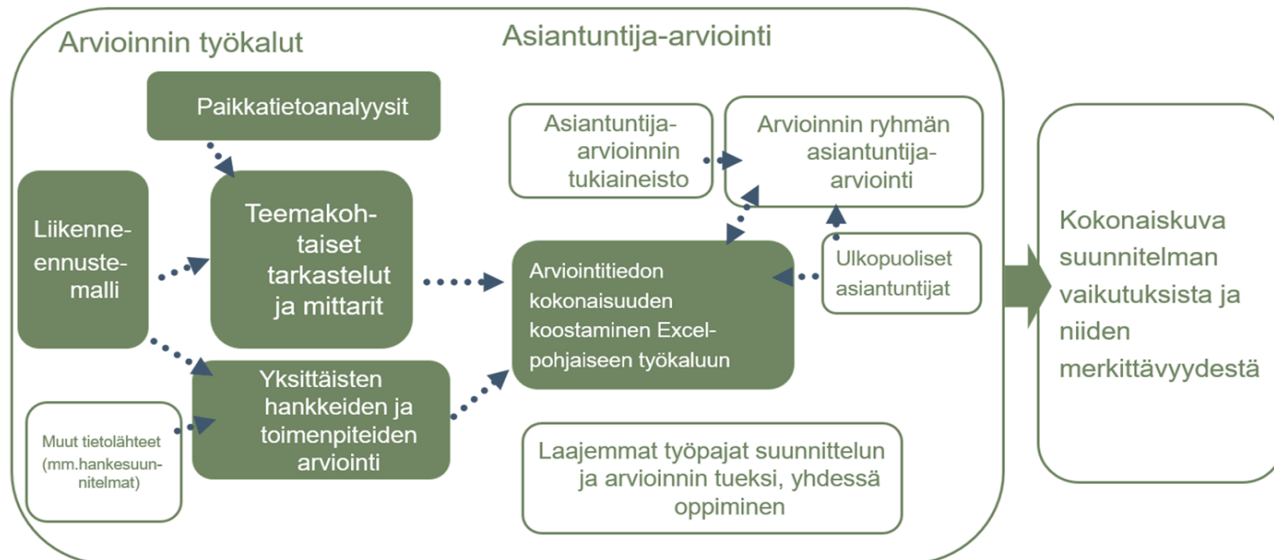 Arvioinnin työkalut
Asiantuntija-arviointi
Paikkatietoanalyysit
Asiantuntija-
arvioinnin
tukiaineisto
Arvioinnin ryhmän
asiantuntija-
arviointi
Liikenne-
ennuste-
malli
Teemakoh-
taiset
tarkastelut
ja mittarit
Arviointitiedon
kokonaisuuden
koostaminen Excel-
pohjaiseen työkaluun
Ulkopuoliset
asiantuntijat
Kokonaiskuva
suunnitelman
vaikutuksista ja
niiden
merkittävyydestä
Yksittäisten
hankkeiden ja
toimenpiteiden
arviointi
Muut tietolähteet
(mm.hankesuun-
nitelmat)
Laajemmat työpajat suunnittelun
ja arvioinnin tueksi, yhdessä
oppiminen